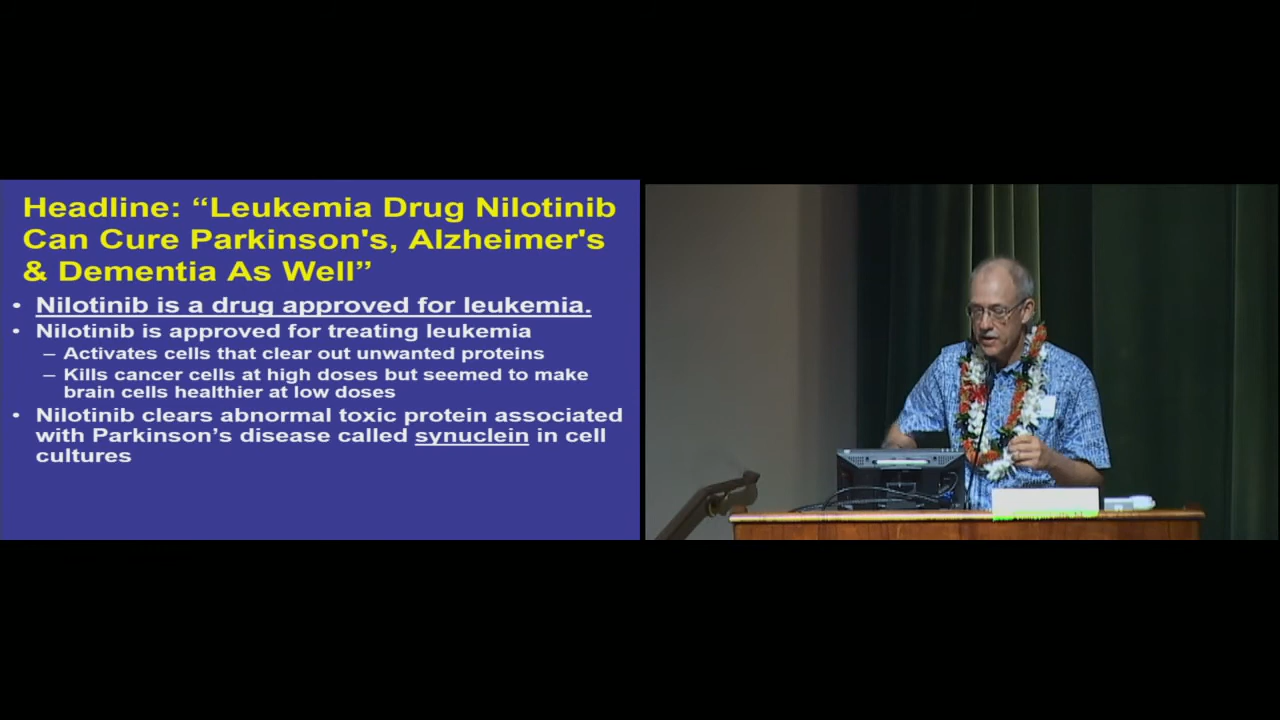 Headline: “Leukemia Drug Nilotinib
Can Cure Parkinson's, Alzheimer's
& Dementia As Well”
• Nilotinib is a drug approved for leukemia.
• Nilotinib is approved for treating leukemia
– Activates cells that clear out unwanted proteins
– Kills cancer cells at high doses but seemed to make
brain cells healthier at low doses
• Nilotinib clears abnormal toxic protein associated
with Parkinson’s disease called synuclein in cell
cultures